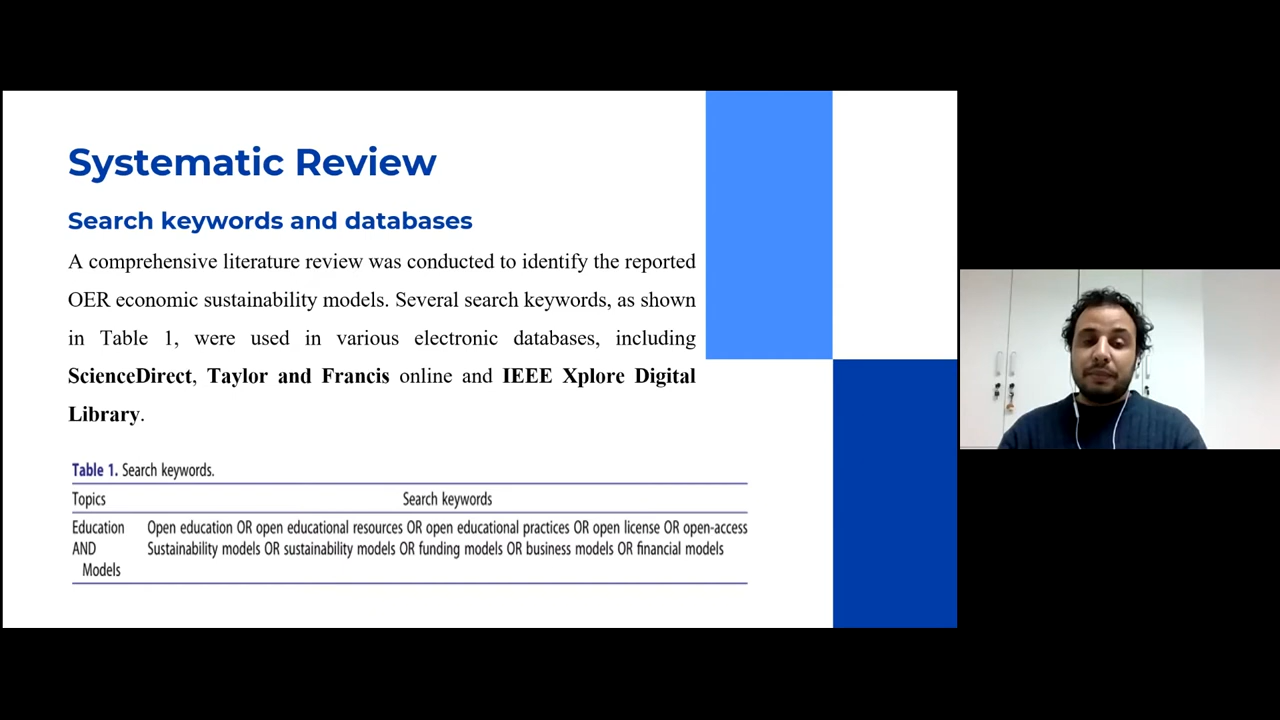 Systematic Review
Search keywords and databases
A comprehensive literature review was conducted to identify the reported
OER economic sustainability models. Several search keywords, as shown
in Table 1, were used in various electronic databases, including
ScienceDirect, Taylor and Francis online and IEEE Xplore Digital
Library.
Table 1. Search keywords.
Topics Search keywords
Education Open education OR open educational resources OR open educational practices OR open license OR open-access
AND Sustainability models OR sustainability models OR funding models OR business models OR financial models
Models